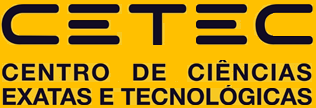 CETEC
CENTRO DE CIÊNCIAS
EXATAS E TECNOLÓGICAS